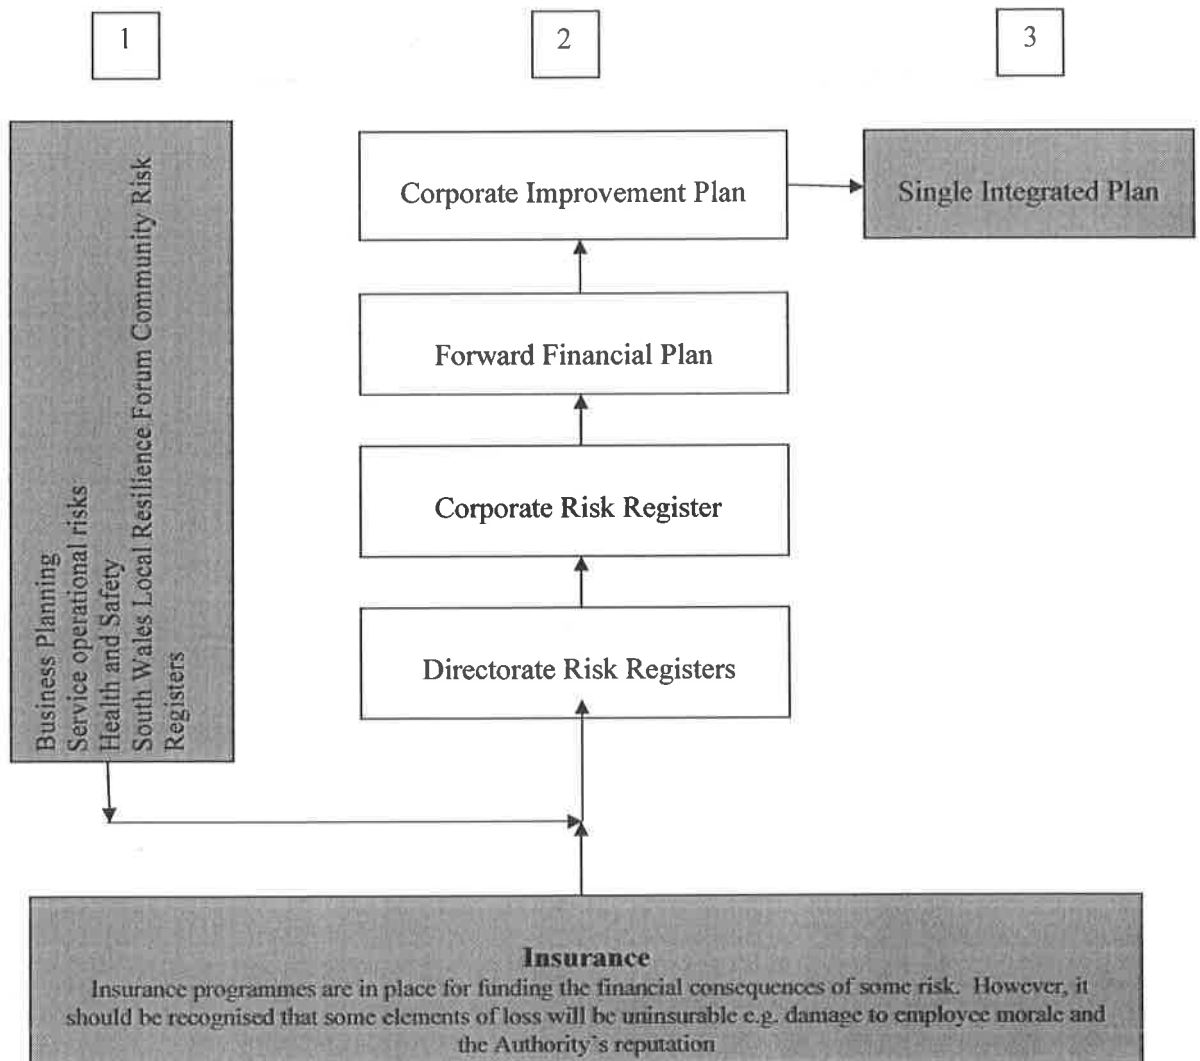 1
2
3
Business Planning
Service operational risks
Health and Safety
South Wales Local Resilience Forum Community Risk
Registers
Corporate Improvement Plan
Single Integrated Plan
Forward Financial Plan
Corporate Risk Register
Directorate Risk Registers
Insurance
Insurance programmes are in place for funding the financial consequences of some risk. However, it
should be recognised that some elements of loss will be uninsurable e.g. damage to employee morale and
the Authority's reputation